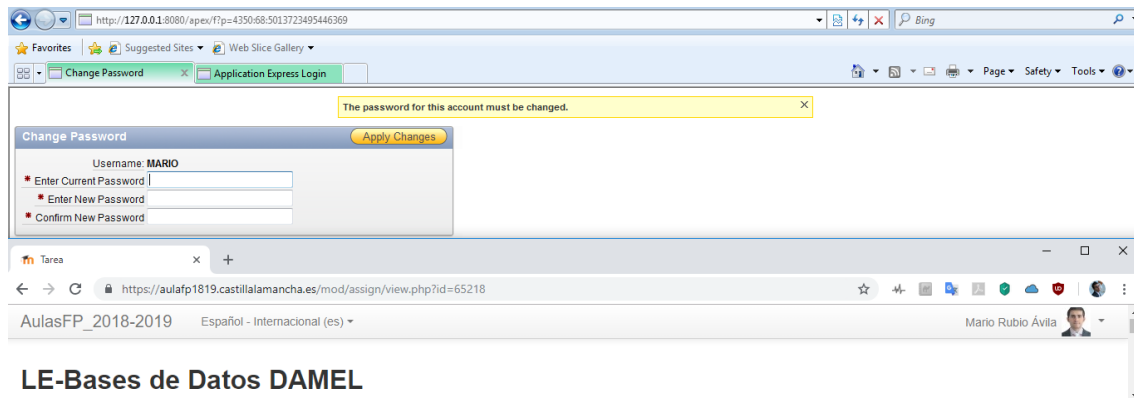 http://127.0.0.1:8080/apex/f?p=4350:68:5013723495446369
Bing
Favorites Suggested Sites Web Slice Gallery
Change Password X Application Express Login
Page Safety Tools
The password for this account must be changed.
Change Password Apply Changes
Username: MARIO
* Enter Current Password
* Enter New Password
* Confirm New Password
Tarea
https://aulafp1819.castillalamancha.es/mod/assign/view.php?id=65218
AulasFP_2018-2019 Español - Internacional (es) Mario Rubio Ávila
LE-Bases de Datos DAMEL